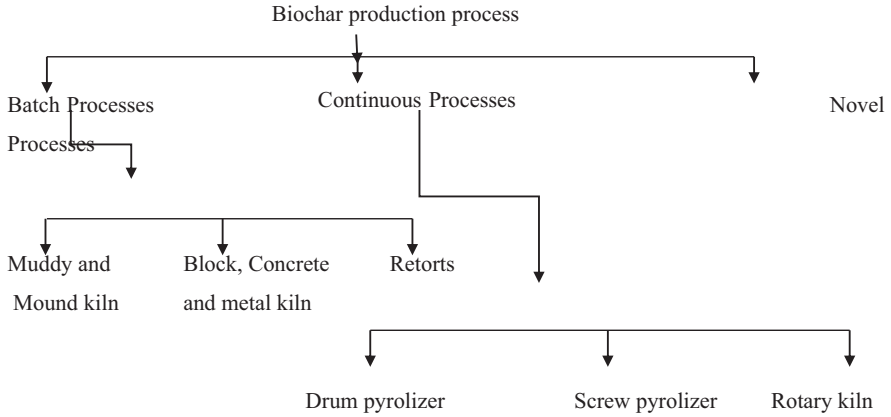 Biochar production process
Batch Processes Continuous Processes Novel
Processes
Muddy and Block, Concrete Retorts
Mound kiln and metal kiln
Drum pyrolizer Screw pyrolizer Rotary kiln